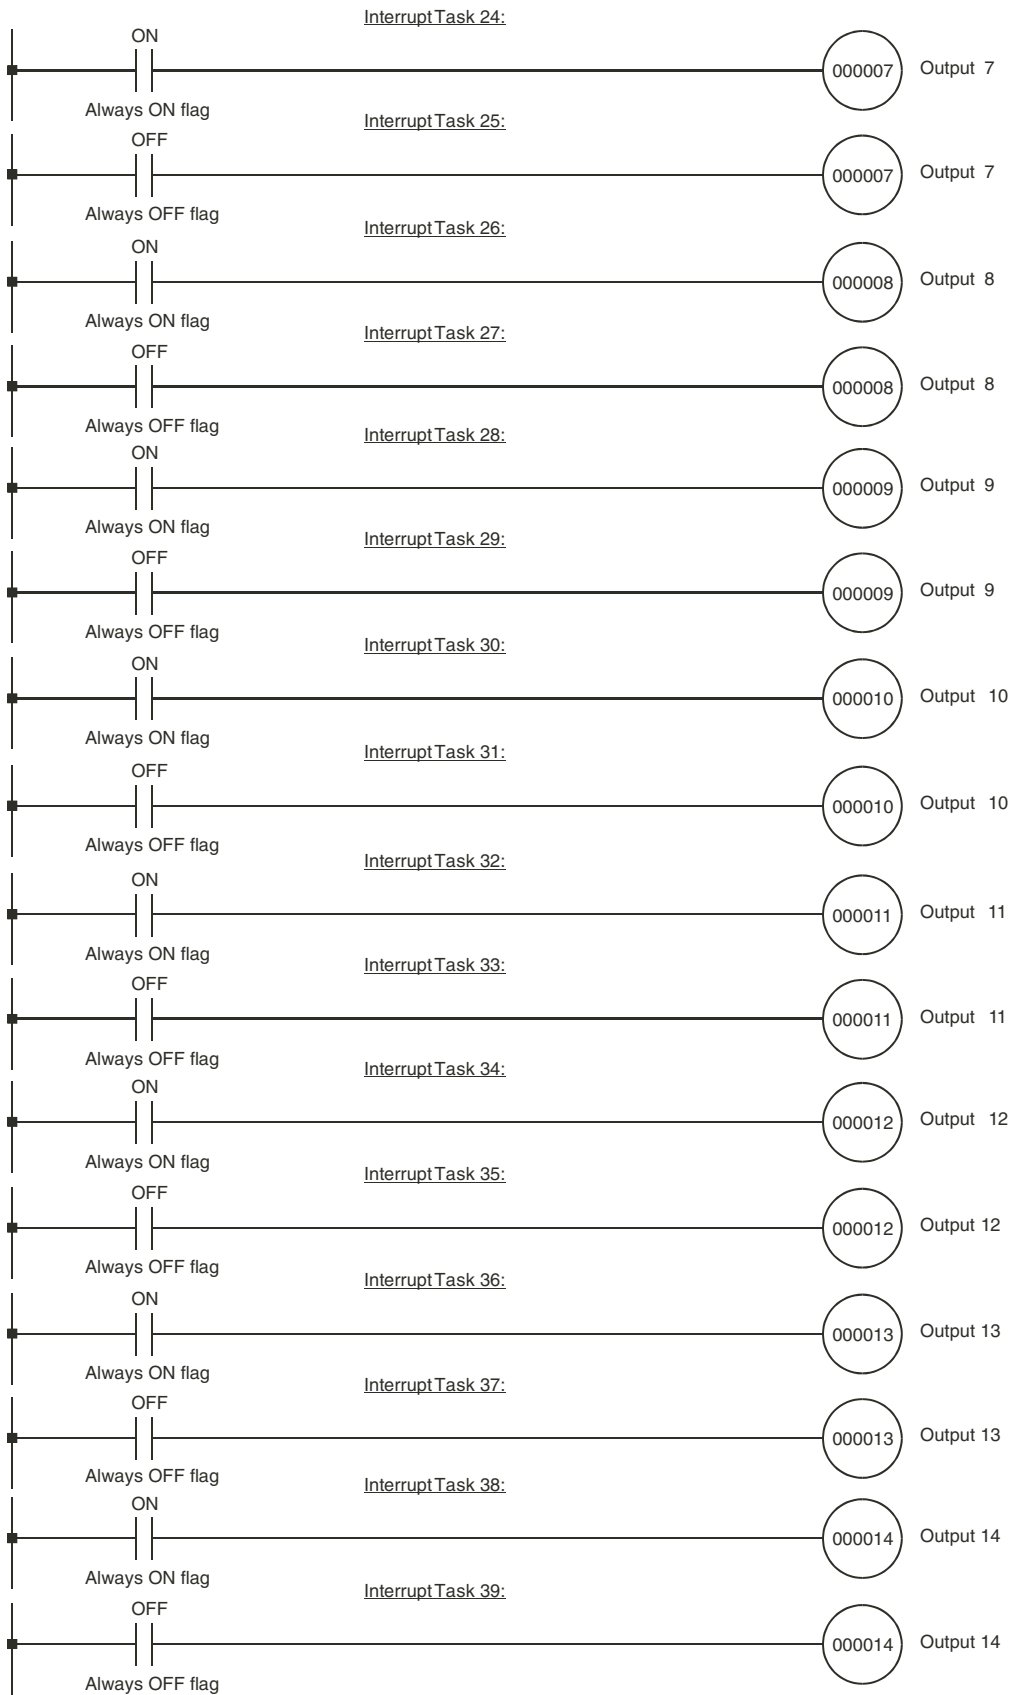 Interrupt Task 24:
ON
000007 Output 7
Always ON flag
Interrupt Task 25:
OFF
000007 Output 7
Always OFF flag
Interrupt Task 26:
ON
000008 Output 8
Always ON flag
Interrupt Task 27:
OFF
000008 Output 8
Always OFF flag
Interrupt Task 28:
ON
000009 Output 9
Always ON flag
Interrupt Task 29:
OFF
000009 Output 9
Always OFF flag
Interrupt Task 30:
ON
000010 Output 10
Always ON flag
Interrupt Task 31:
OFF
000010 Output 10
Always OFF flag
Interrupt Task 32:
ON
000011 Output 11
Always ON flag
Interrupt Task 33:
OFF
000011 Output 11
Always OFF flag
Interrupt Task 34:
ON
000012 Output 12
Always ON flag
Interrupt Task 35:
OFF
000012 Output 12
Always OFF flag
Interrupt Task 36:
ON
000013 Output 13
Always ON flag
Interrupt Task 37:
OFF
000013 Output 13
Always OFF flag
Interrupt Task 38:
ON
000014 Output 14
Always ON flag
Interrupt Task 39:
OFF
000014 Output 14
Always OFF flag